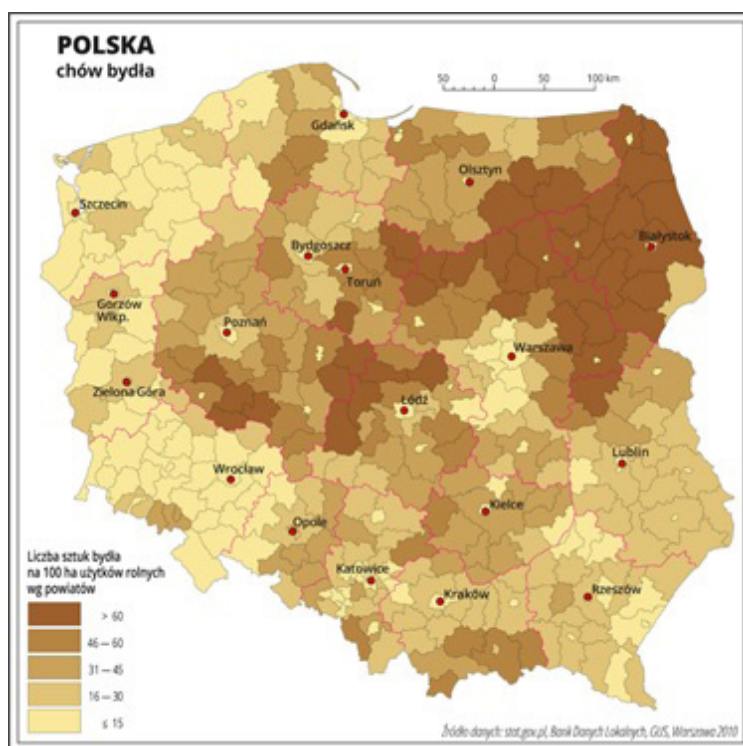 POLSKA
chów bydła
50 0 50 100 km
Gdańsk
Olsztyn
Szczecin
Białystok
Bydgoszcz
Toruń
Gorzów
Wlkp.
Poznań
Warszawa
Zielona Góra
Łódź
Lublin
Wrocław
Kielce
Opole
Katowice
Kraków
Rzeszów
Liczba sztuk bydła
na 100 ha użytków rolnych
wg powiatów
> 60
46 — 60
31 — 45
16 — 30
≤ 15
Źródło danych: stat.gov.pl, Bank Danych Lokalnych, GUS, Warszawa 2010